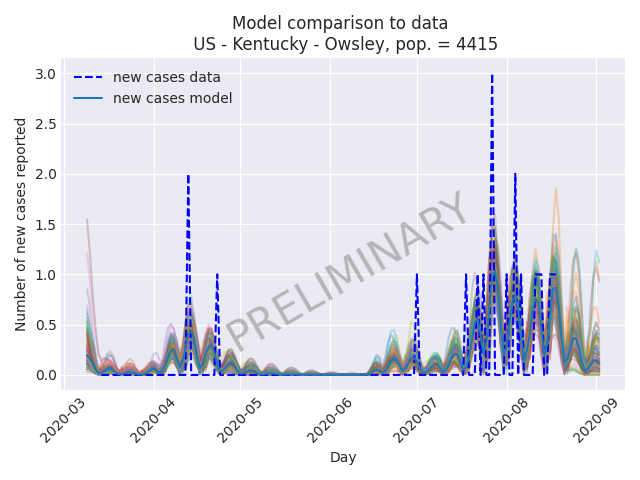 Model comparison to data
US - Kentucky - Owsley, pop. = 4415
new cases data
new cases model
3.0
2.5
2.0
1.5
1.0
0.5
0.0
Number of new cases reported
PRELIMINARY
2020-03
2020-04
2020-05
2020-06
2020-07
2020-08
2020-09
Day